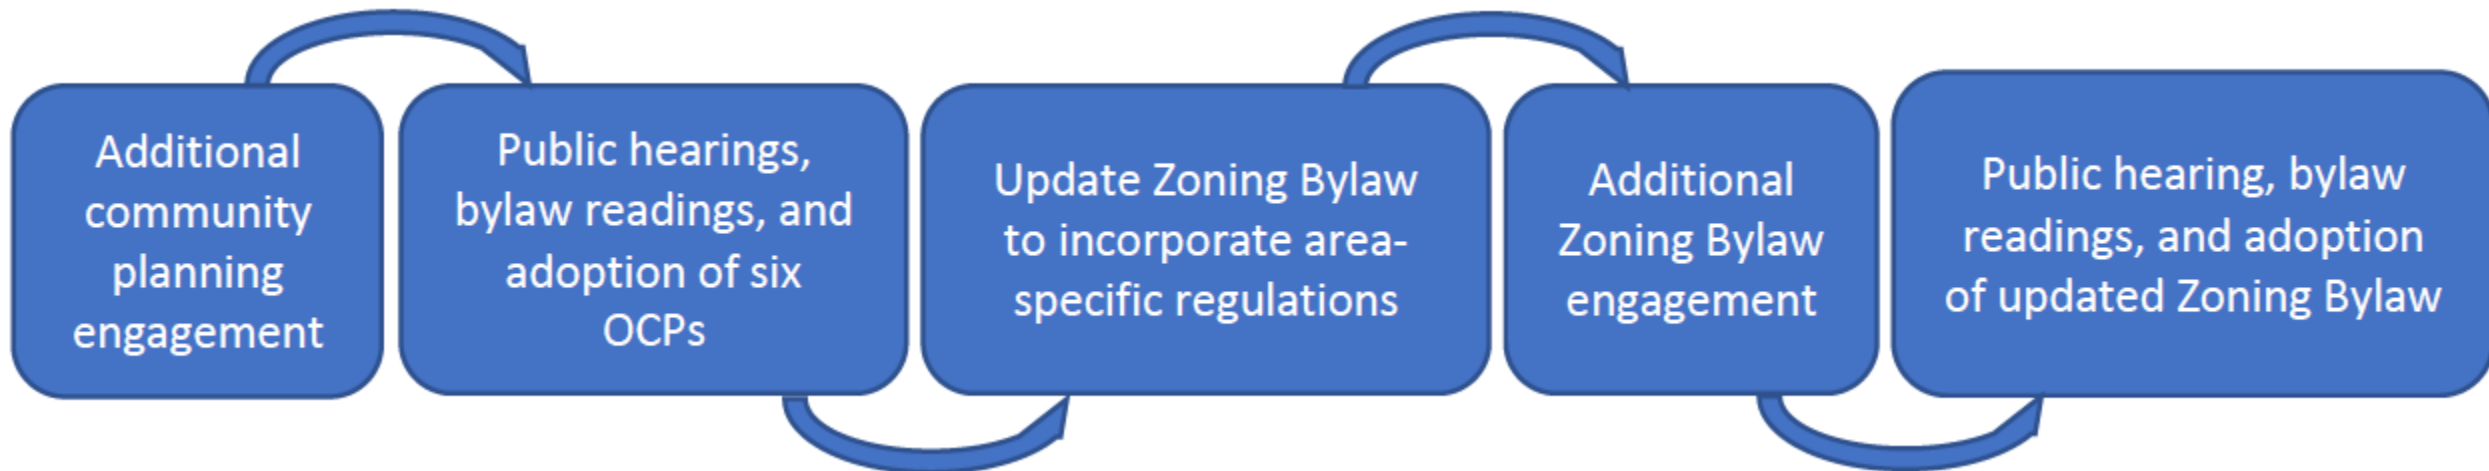 Additional
community
planning
engagement
Public hearings,
bylaw readings, and
adoption of six
OCPs
Update Zoning Bylaw
to incorporate area-
specific regulations
Additional
Zoning Bylaw
engagement
Public hearing, bylaw
readings, and adoption
of updated Zoning Bylaw